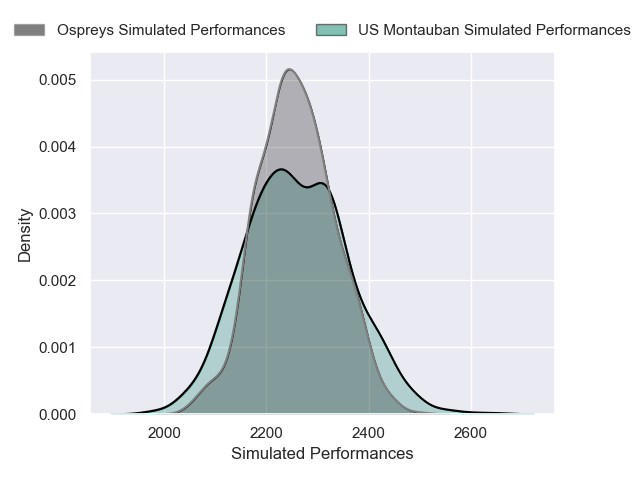 Ospreys Simulated Performances
US Montauban Simulated Performances
0.005
0.004
0.003
0.002
0.001
0.000
Density
2000
2200
2400
2600
Simulated Performances